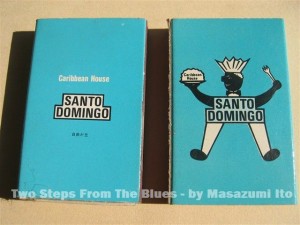 Caribbean House
SANTO
DOMINGO
Caribbean House
SANTO
DOMINGO
Two Steps From The Blues - by Masazumi Ito